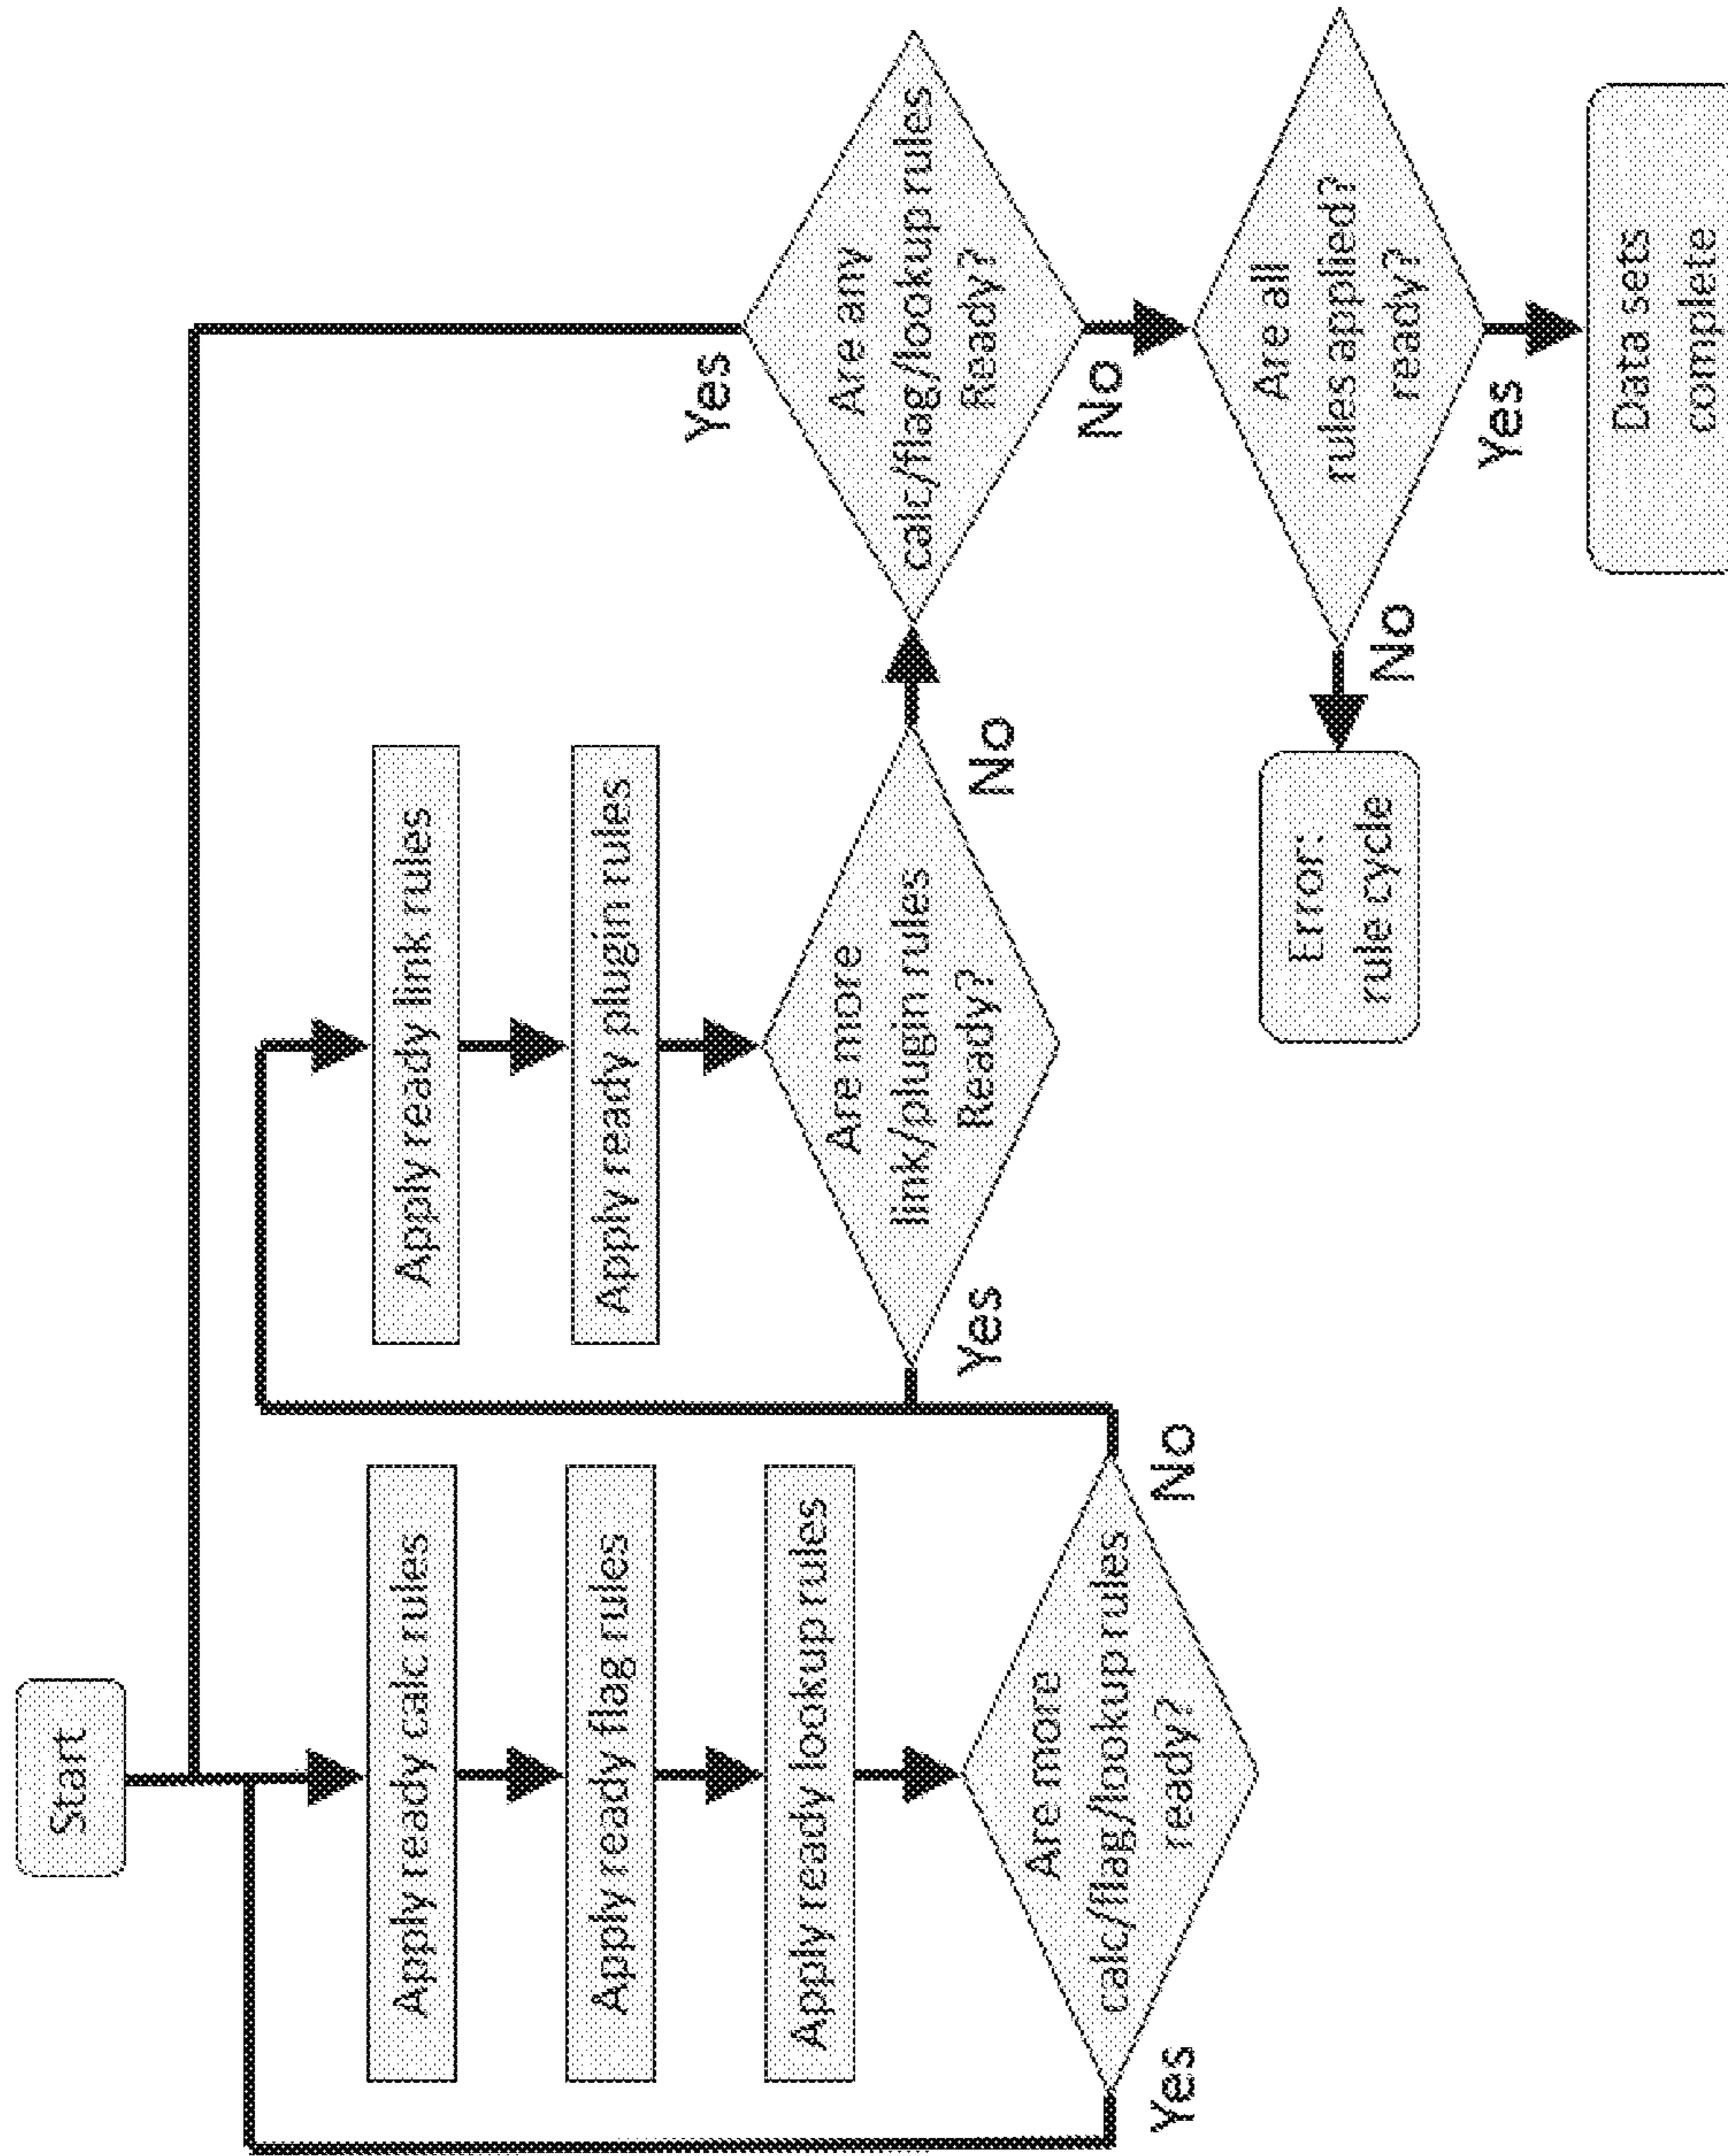 Start
Apply ready calc rules
Apply ready flag rules
Apply ready lookup rules
Are more
calc/flag/lookup rules
ready?
Yes
No
Apply ready link rules
Apply ready plugin rules
Are more
link/plugin rules
Ready?
Yes
No
Are any
calc/flag/lookup rules
Ready?
Yes
No
Are all
rules applied?
ready?
No
Yes
Error:
rule cycle
Data sets
complete